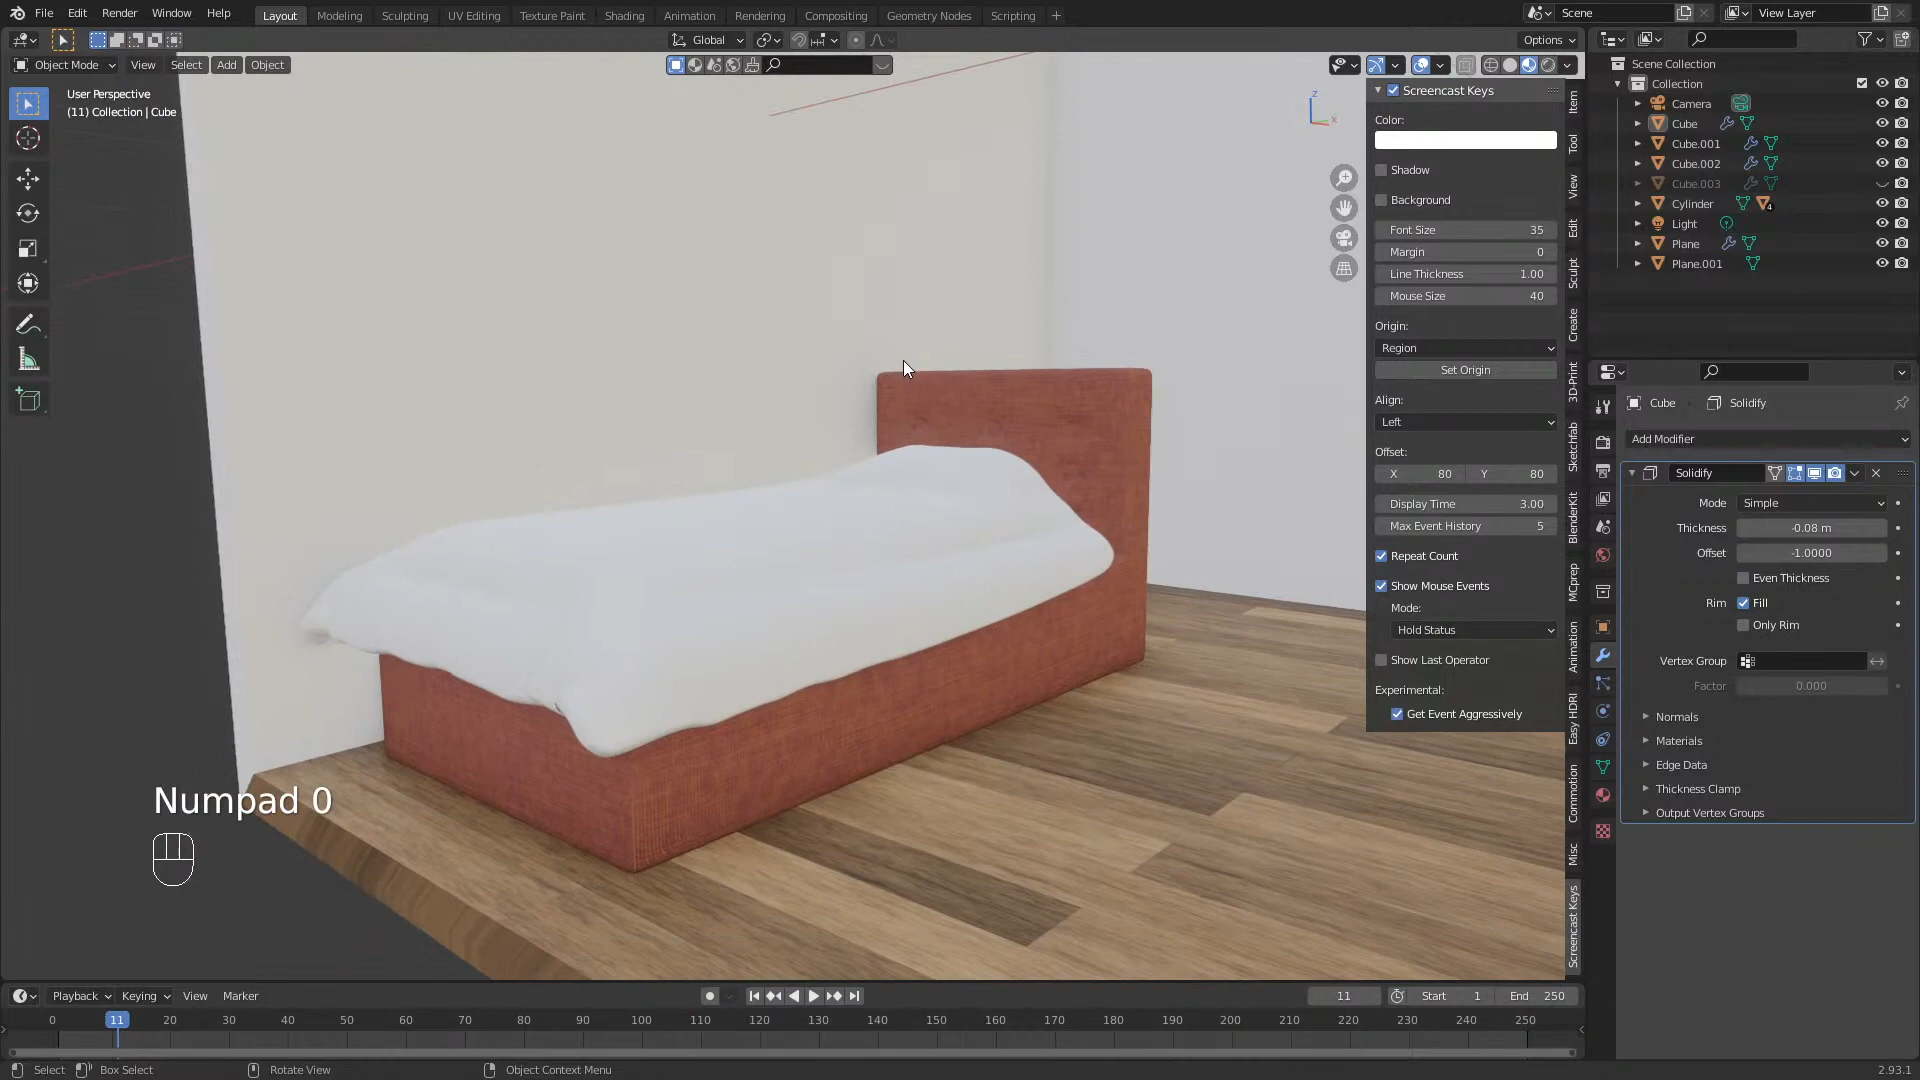 File Edit Render Window Help Layout Modeling Sculpting UV Editing Texture Paint Shading Animation Rendering Compositing Geometry Nodes Scripting + Scene View Layer
Global Options
Object Mode View Select Add Object
User Perspective
(11) Collection | Cube
Z
X
Screencast Keys
Color:
Shadow
Background
Font Size 35
Margin 0
Line Thickness 1.00
Mouse Size 40
Origin:
Region
Set Origin
Align:
Left
Offset:
X 80 Y 80
Display Time 3.00
Max Event History 5
Repeat Count
Show Mouse Events
Mode:
Hold Status
Show Last Operator
Experimental:
Get Event Aggressively
Item
Tool
View
Edit
Sculpt
Create
3D-Print
Sketchfab
BlenderKit
MCprep
Animation
Easy HDRI
Commotion
Misc
Screencast Keys
Scene Collection
Collection
Camera
Cube
Cube.001
Cube.002
Cube.003
Cylinder 4
Light
Plane
Plane.001
Cube Solidify
Add Modifier
Solidify
Mode Simple
Thickness -0.08 m
Offset -1.0000
Even Thickness
Rim Fill
Only Rim
Vertex Group
Factor 0.000
Normals
Materials
Edge Data
Thickness Clamp
Output Vertex Groups
Numpad 0
Playback Keying View Marker 11 Start 1 End 250
0 11 20 30 40 50 60 70 80 90 100 110 120 130 140 150 160 170 180 190 200 210 220 230 240 250
Select Box Select Rotate View Object Context Menu 2.93.1